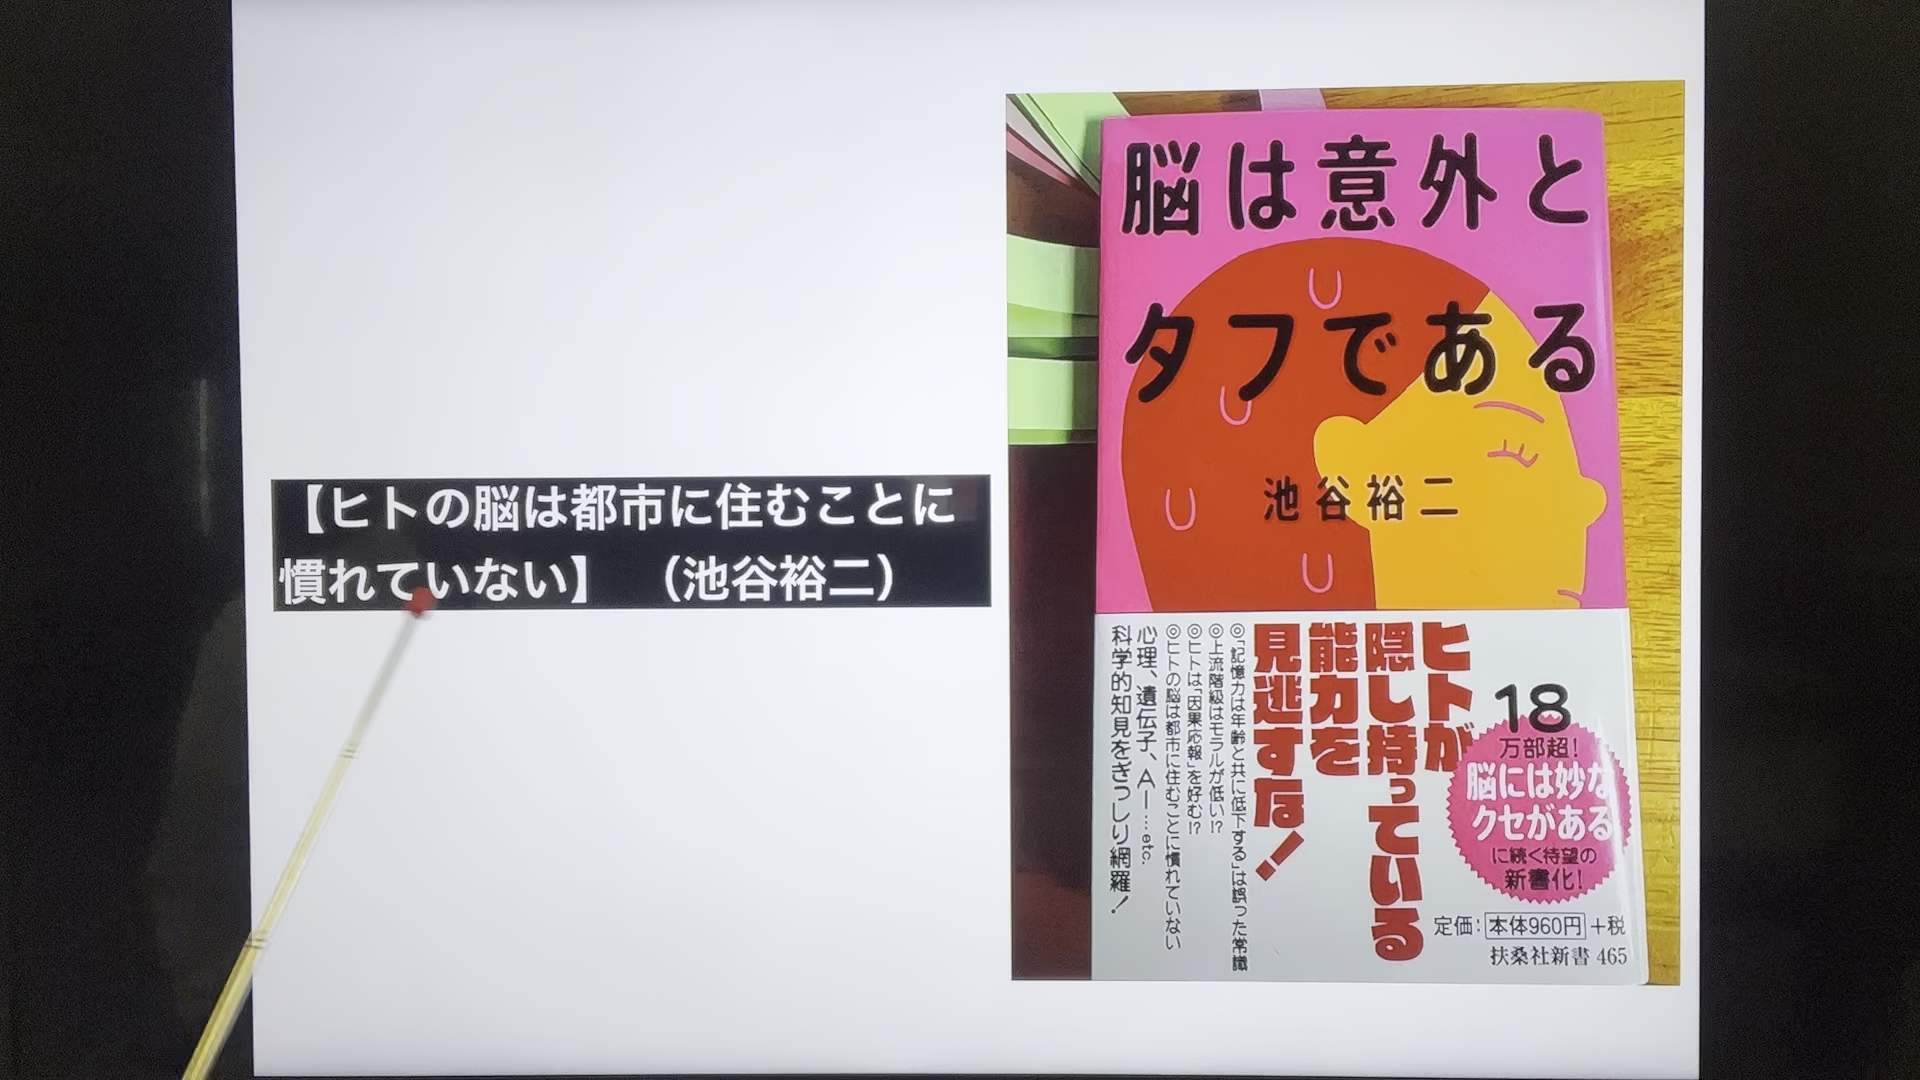 【ヒトの脳は都市に住むことに
慣れていない】 （池谷裕二）
脳は意外と
タフである
池谷裕二
ヒトが
隠し持っている
能力を
見逃すな！
◎「記憶力は年齢と共に低下する」は誤った常識
◎上流階級はモラルが低い!?
◎ヒトは「因果応報」を好む!?
◎ヒトの脳は都市に住むことに慣れていない
心理、遺伝子、AI…etc.
科学的知見をぎっしり網羅！
18
万部超！
脳には妙な
クセがある
に続く待望の
新書化！
定価：本体960円＋税
扶桑社新書 465